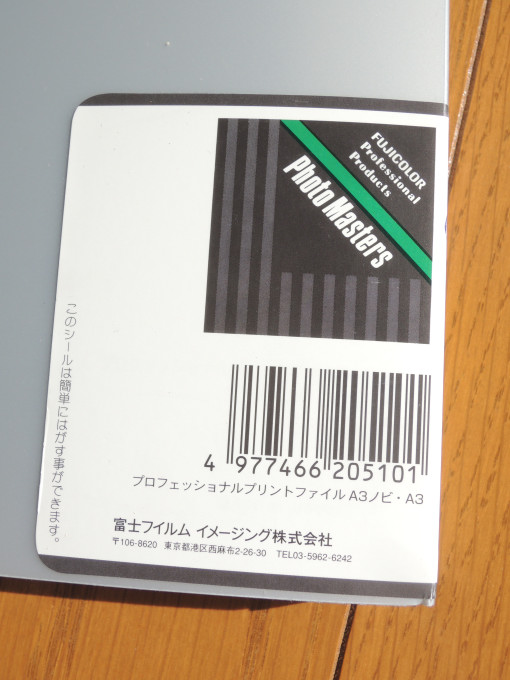 FUJICOLOR
Professional
Products
Photo Masters
このシールは簡単にはがす事ができます。
4 977466 205101
プロフェッショナルプリントファイル A3ノビ・A3
富士フイルム イメージング株式会社
〒106-8620 東京都港区西麻布2-26-30 TEL03-5962-6242